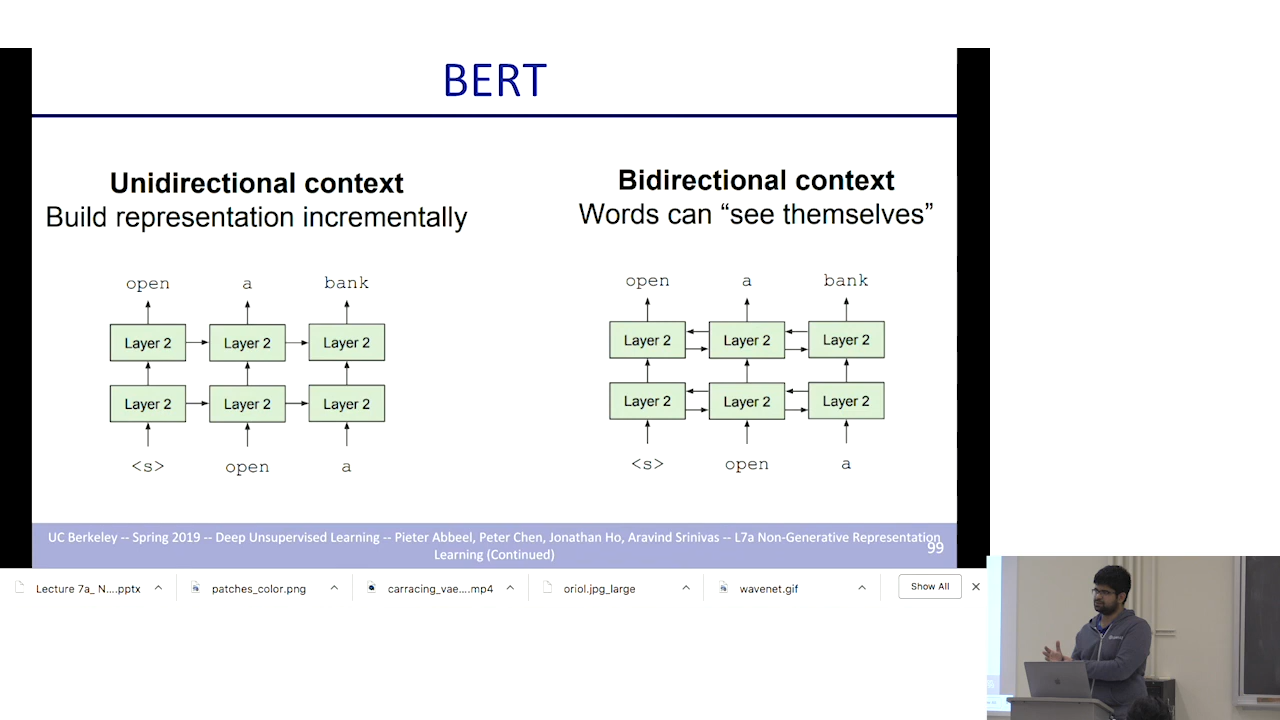 BERT
Unidirectional context
Build representation incrementally
open a bank
Layer 2 Layer 2 Layer 2
Layer 2 Layer 2 Layer 2
<s> open a
Bidirectional context
Words can “see themselves”
open a bank
Layer 2 Layer 2 Layer 2
Layer 2 Layer 2 Layer 2
<s> open a
UC Berkeley -- Spring 2019 -- Deep Unsupervised Learning -- Pieter Abbeel, Peter Chen, Jonathan Ho, Aravind Srinivas -- L7a Non-Generative Representation
Learning (Continued)
99
Lecture 7a_ N....pptx patches_color.png carracing_vae....mp4 oriol.jpg_large wavenet.gif Show All